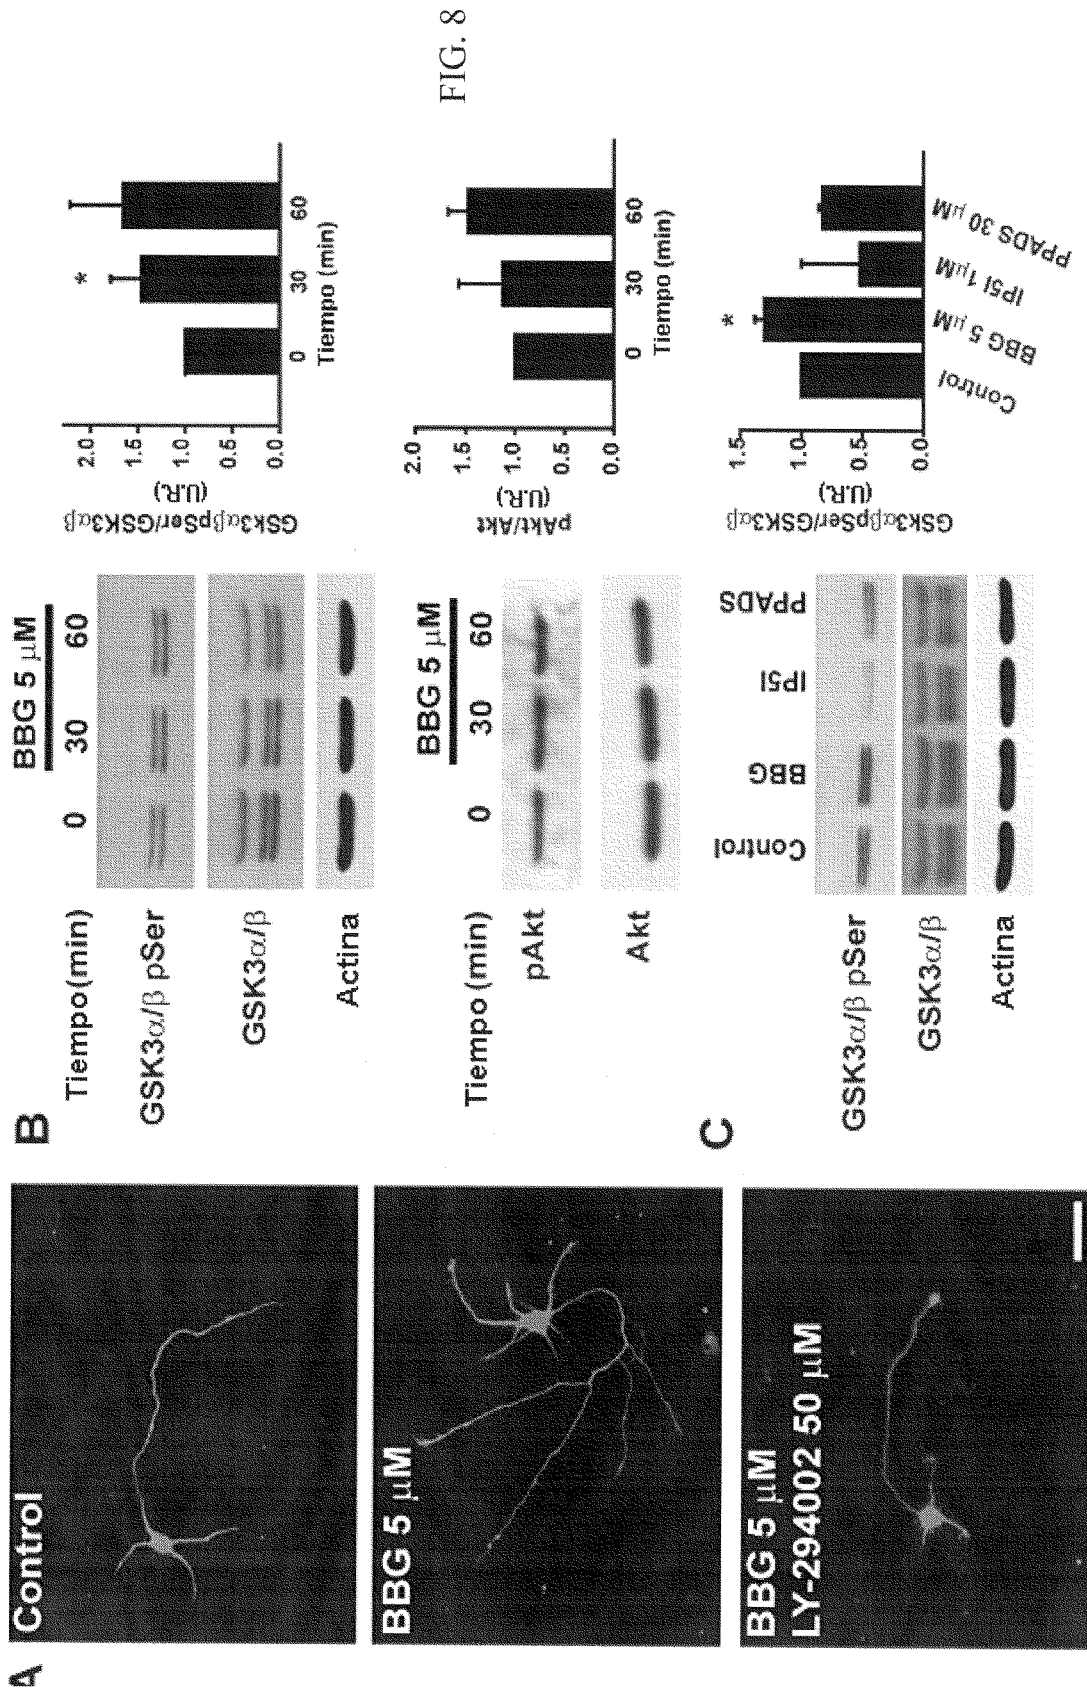 A
Control
BBG 5 μM
BBG 5 μM
LY-294002 50 μM
B
BBG 5 μM
Tiempo(min)
0
30
60
GSK3α/β pSer
GSK3α/β
Actina
GSk3αβpSer/GSK3αβ
(U.R.)
2.0
1.5
1.0
0.5
0.0
*
0
30
60
Tiempo (min)
BBG 5 μM
Tiempo (min)
0
30
60
pAkt
Akt
pAkt/Akt
(U.R.)
2.0
1.5
1.0
0.5
0.0
0
30
60
Tiempo (min)
C
Control
BBG
IP5I
PPADS
GSK3α/β pSer
GSK3α/β
Actina
GSk3αβpSer/GSK3αβ
(U.R.)
1.5
1.0
0.5
0.0
*
Control
BBG 5 μM
IP5I 1μM
PPADS 30 μM
FIG. 8